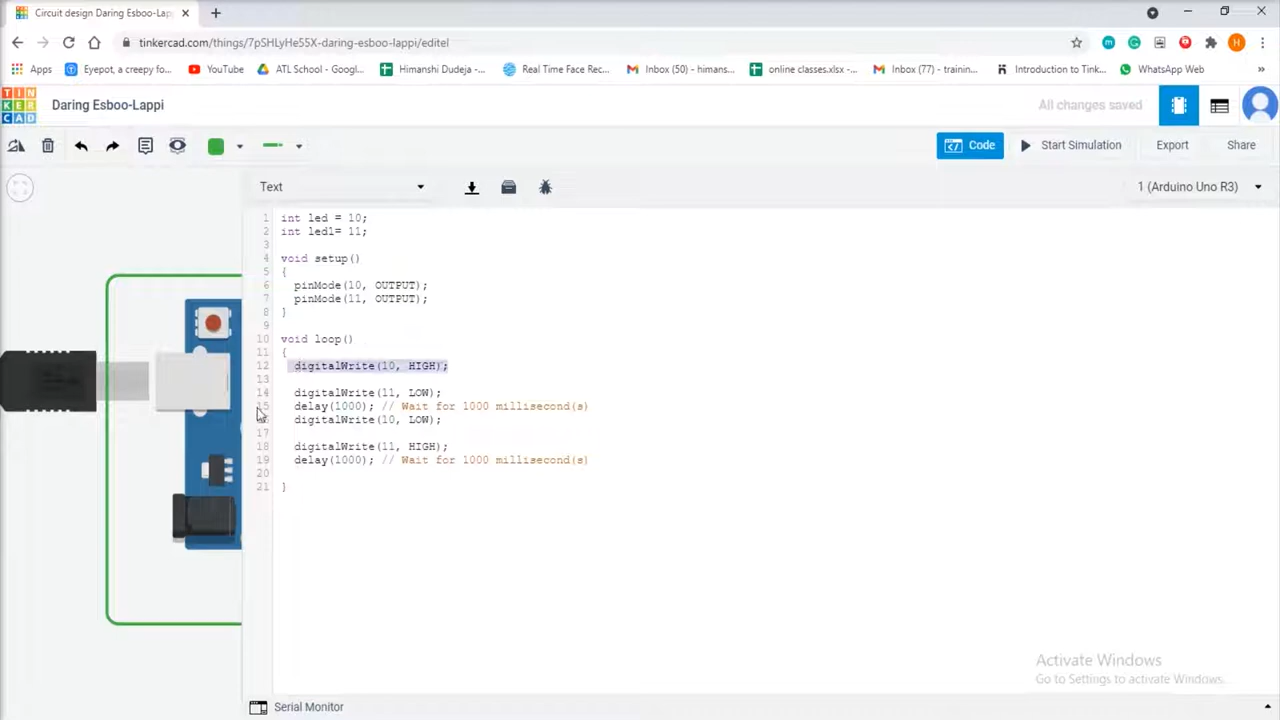 Circuit design Daring Esboo-Lap
tinkercad.com/things/7pSHLyHe55X-daring-esboo-lappi/editel
Apps
Eyepot, a creepy fo...
YouTube
ATL School - Googl...
Himanshi Dudeja -...
Real Time Face Rec...
Inbox (50) - himans...
online classes.xlsx -...
Inbox (77) - trainin...
Introduction to Tink...
WhatsApp Web
»
H
TIN
KER
CAD
Daring Esboo-Lappi
All changes saved
Code
Start Simulation
Export
Share
Text
1 (Arduino Uno R3)
1 int led = 10;
2 int led1= 11;
3
4 void setup()
5 {
6 pinMode(10, OUTPUT);
7 pinMode(11, OUTPUT);
8 }
9
10 void loop()
11 {
12 digitalWrite(10, HIGH);
13
14 digitalWrite(11, LOW);
15 delay(1000); // Wait for 1000 millisecond(s)
digitalWrite(10, LOW);
17
18 digitalWrite(11, HIGH);
19 delay(1000); // Wait for 1000 millisecond(s)
20
21 }
Activate Windows
Go to Settings to activate Windows.
Serial Monitor